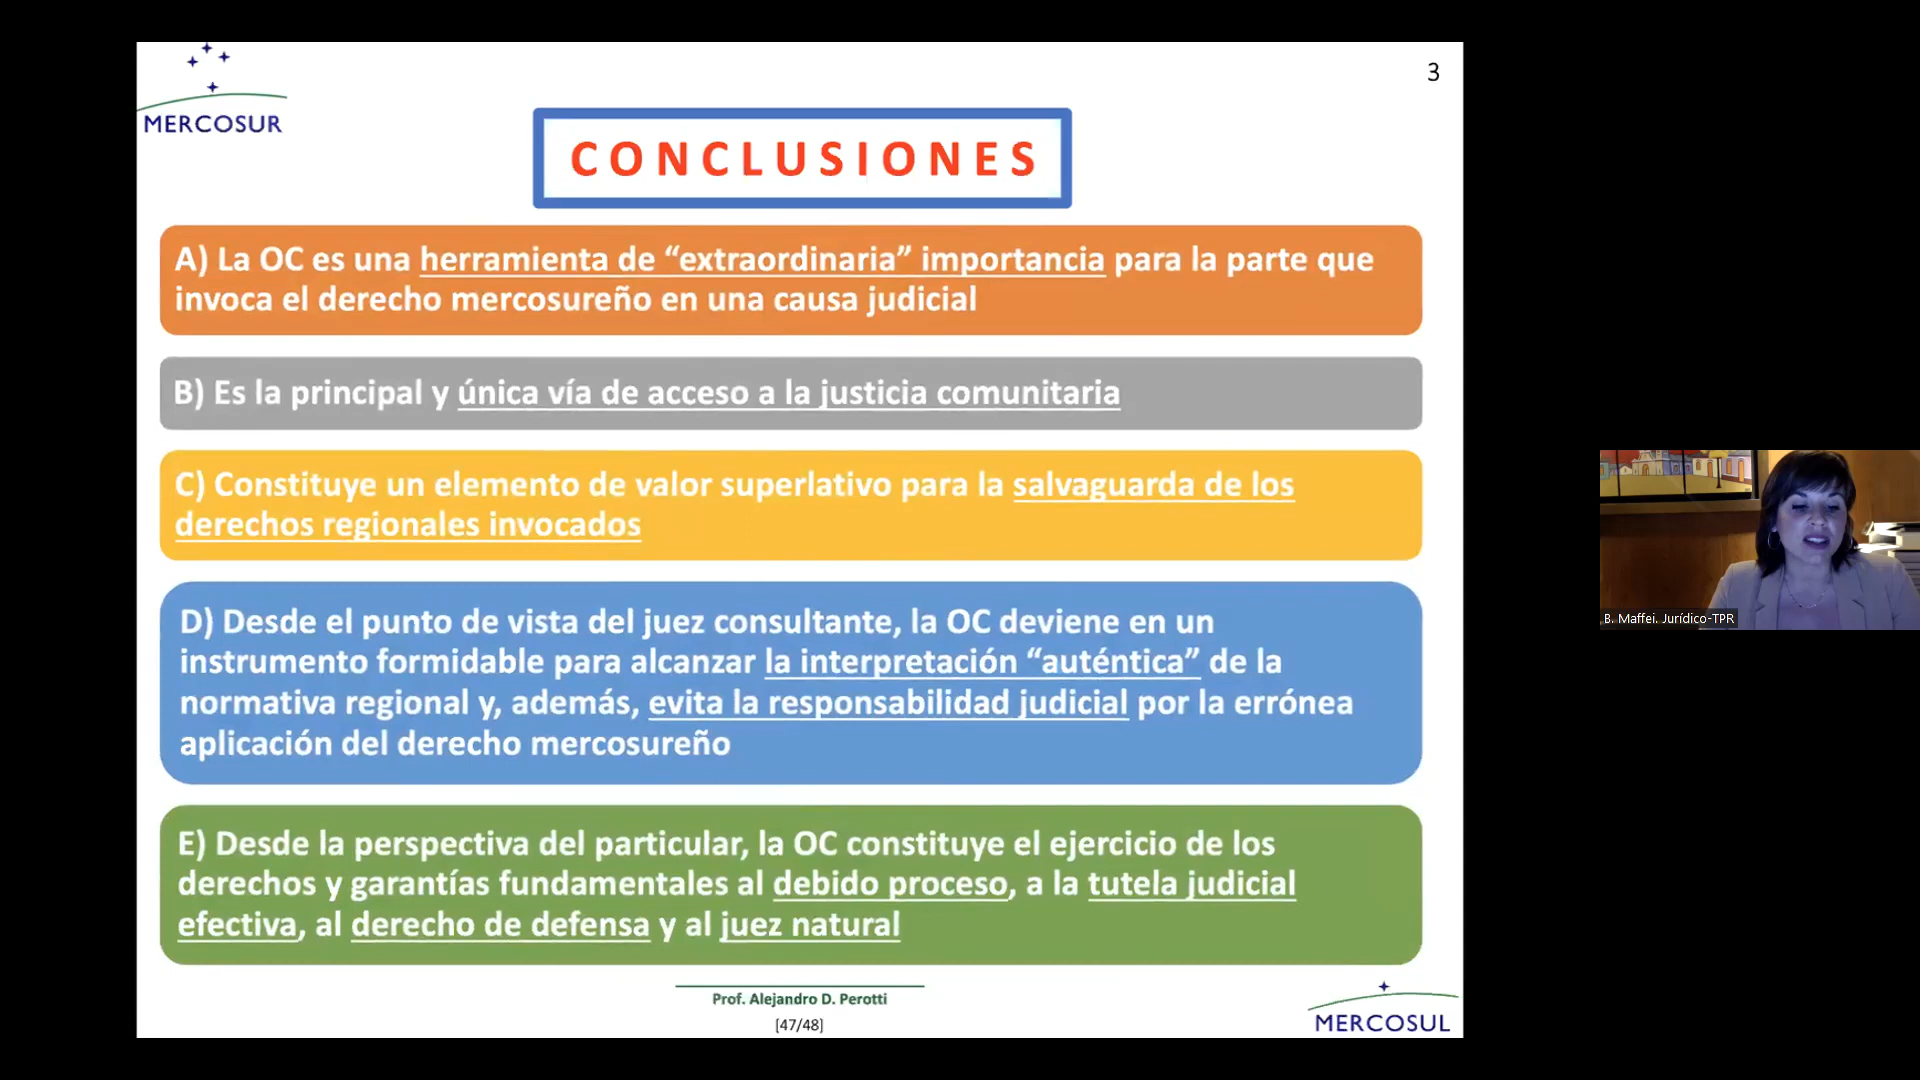 MERCOSUR
3
CONCLUSIONES
A) La OC es una herramienta de “extraordinaria” importancia para la parte que
invoca el derecho mercosureño en una causa judicial
B) Es la principal y única vía de acceso a la justicia comunitaria
C) Constituye un elemento de valor superlativo para la salvaguarda de los
derechos regionales invocados
D) Desde el punto de vista del juez consultante, la OC deviene en un
instrumento formidable para alcanzar la interpretación “auténtica” de la
normativa regional y, además, evita la responsabilidad judicial por la errónea
aplicación del derecho mercosureño
E) Desde la perspectiva del particular, la OC constituye el ejercicio de los
derechos y garantías fundamentales al debido proceso, a la tutela judicial
efectiva, al derecho de defensa y al juez natural
Prof. Alejandro D. Perotti
[47/48]
MERCOSUL
B. Maffei. Jurídico-TPR